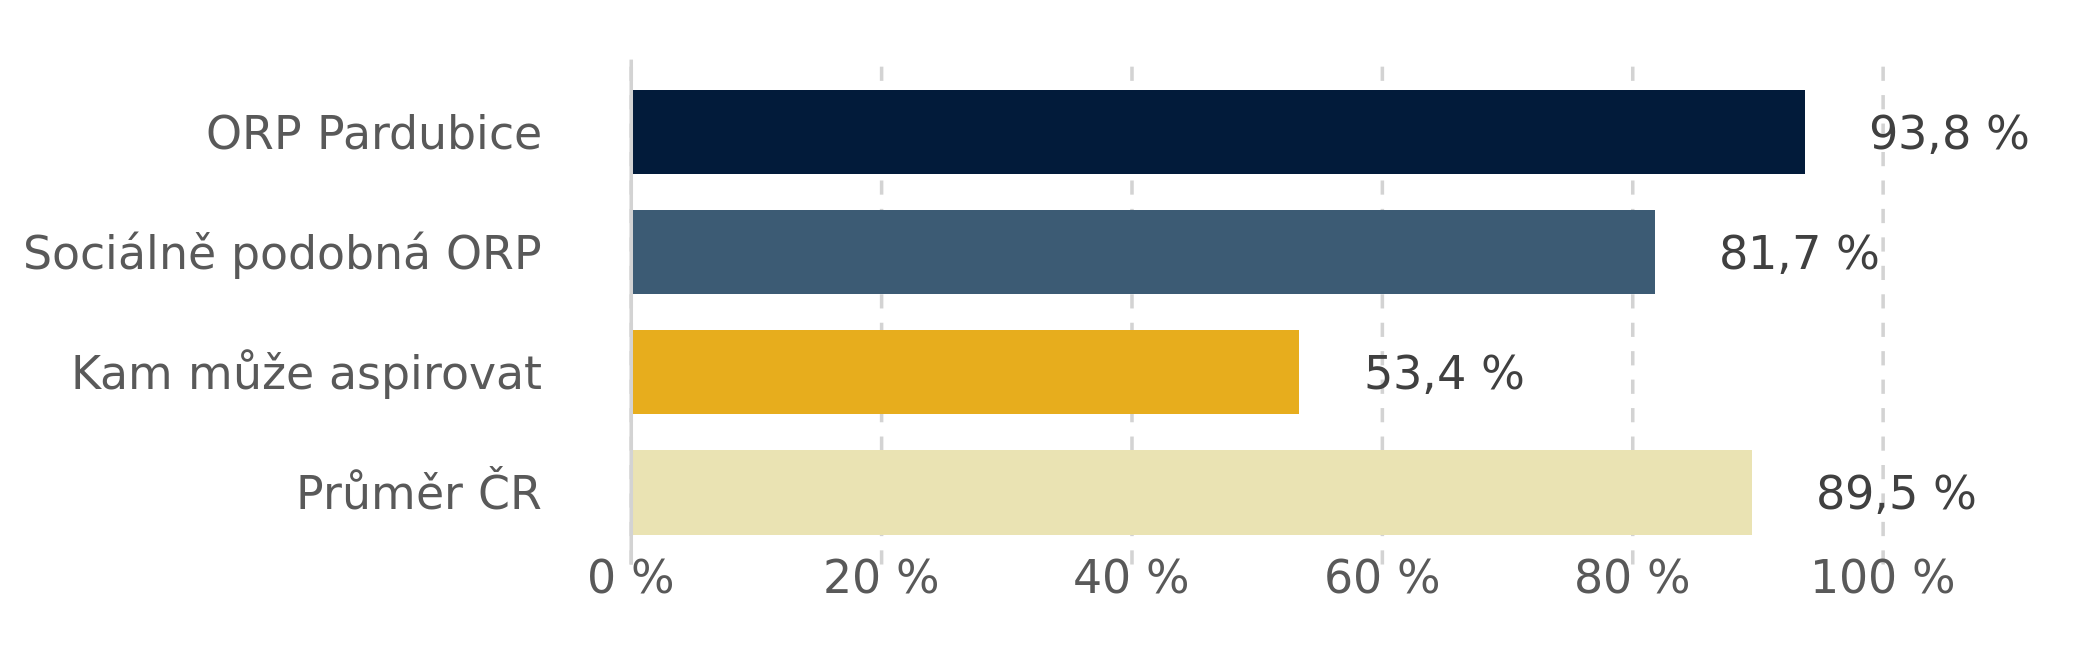 ORP Pardubice 93,8 %
Sociálně podobná ORP 81,7 %
Kam může aspirovat 53,4 %
Průměr ČR 89,5 %
0 % 20 % 40 % 60 % 80 % 100 %